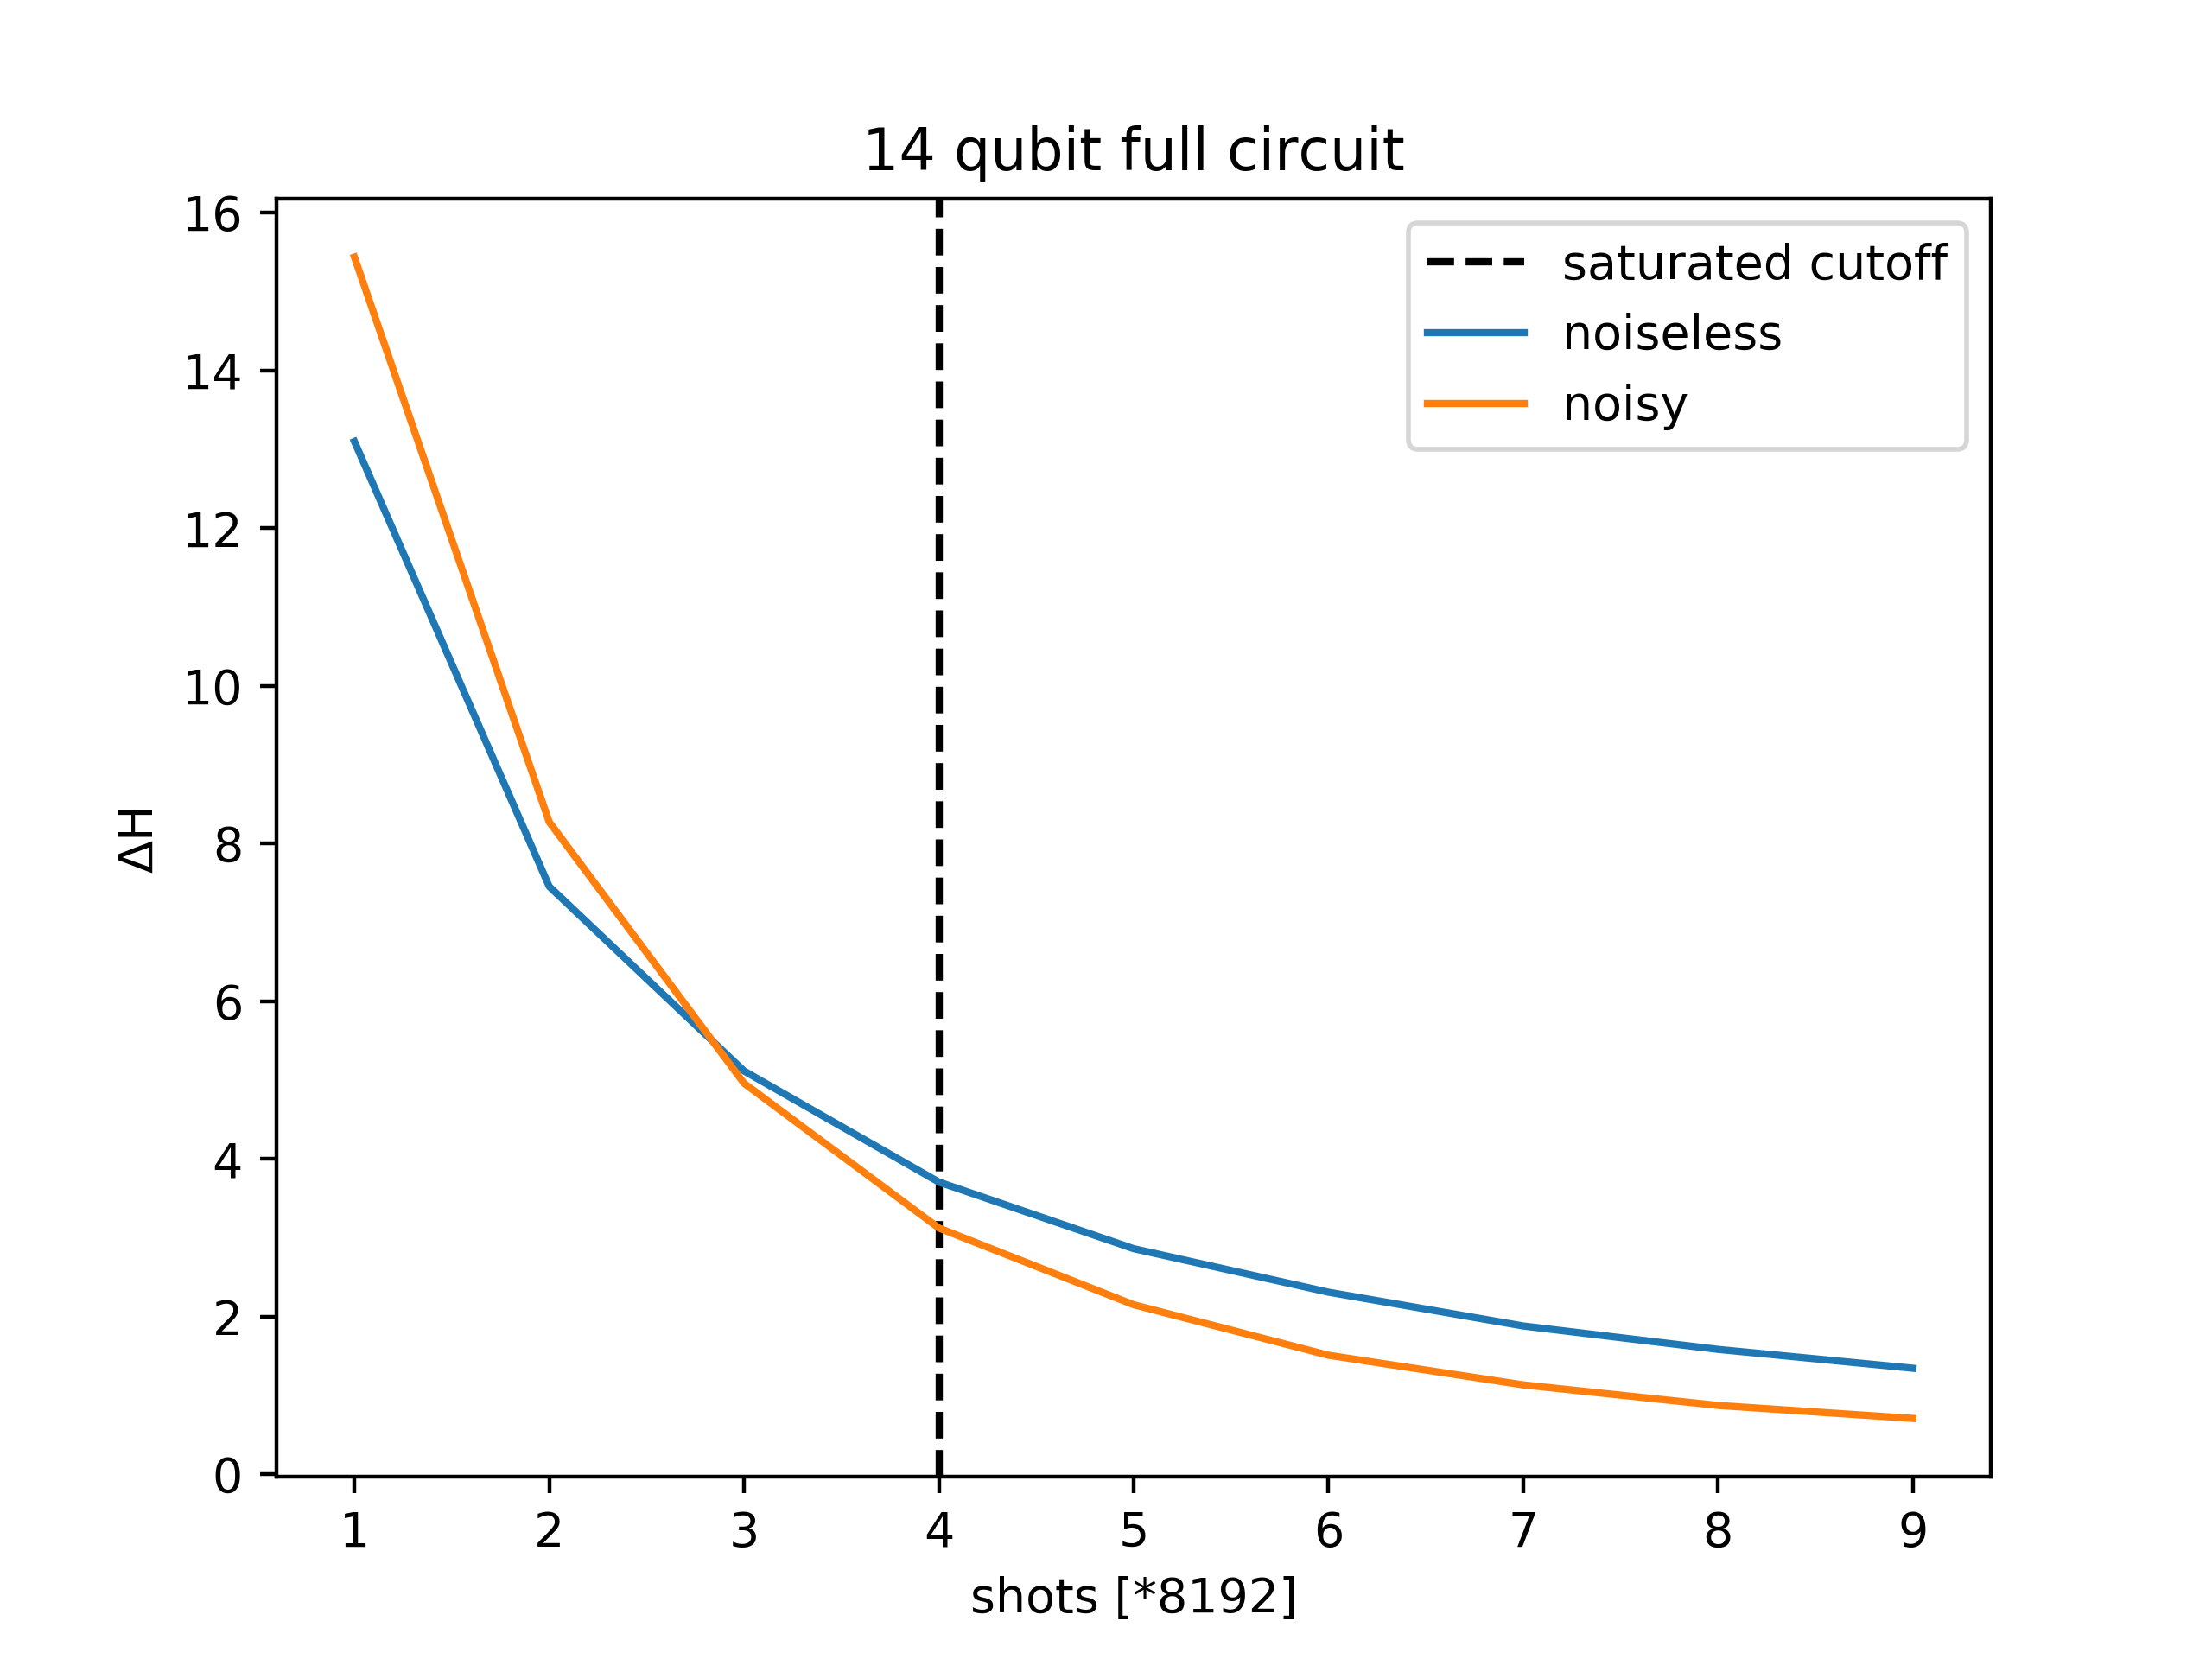 14 qubit full circuit
16
14
12
10
8
6
4
2
0
ΔH
saturated cutoff
noiseless
noisy
1 2 3 4 5 6 7 8 9
shots [*8192]